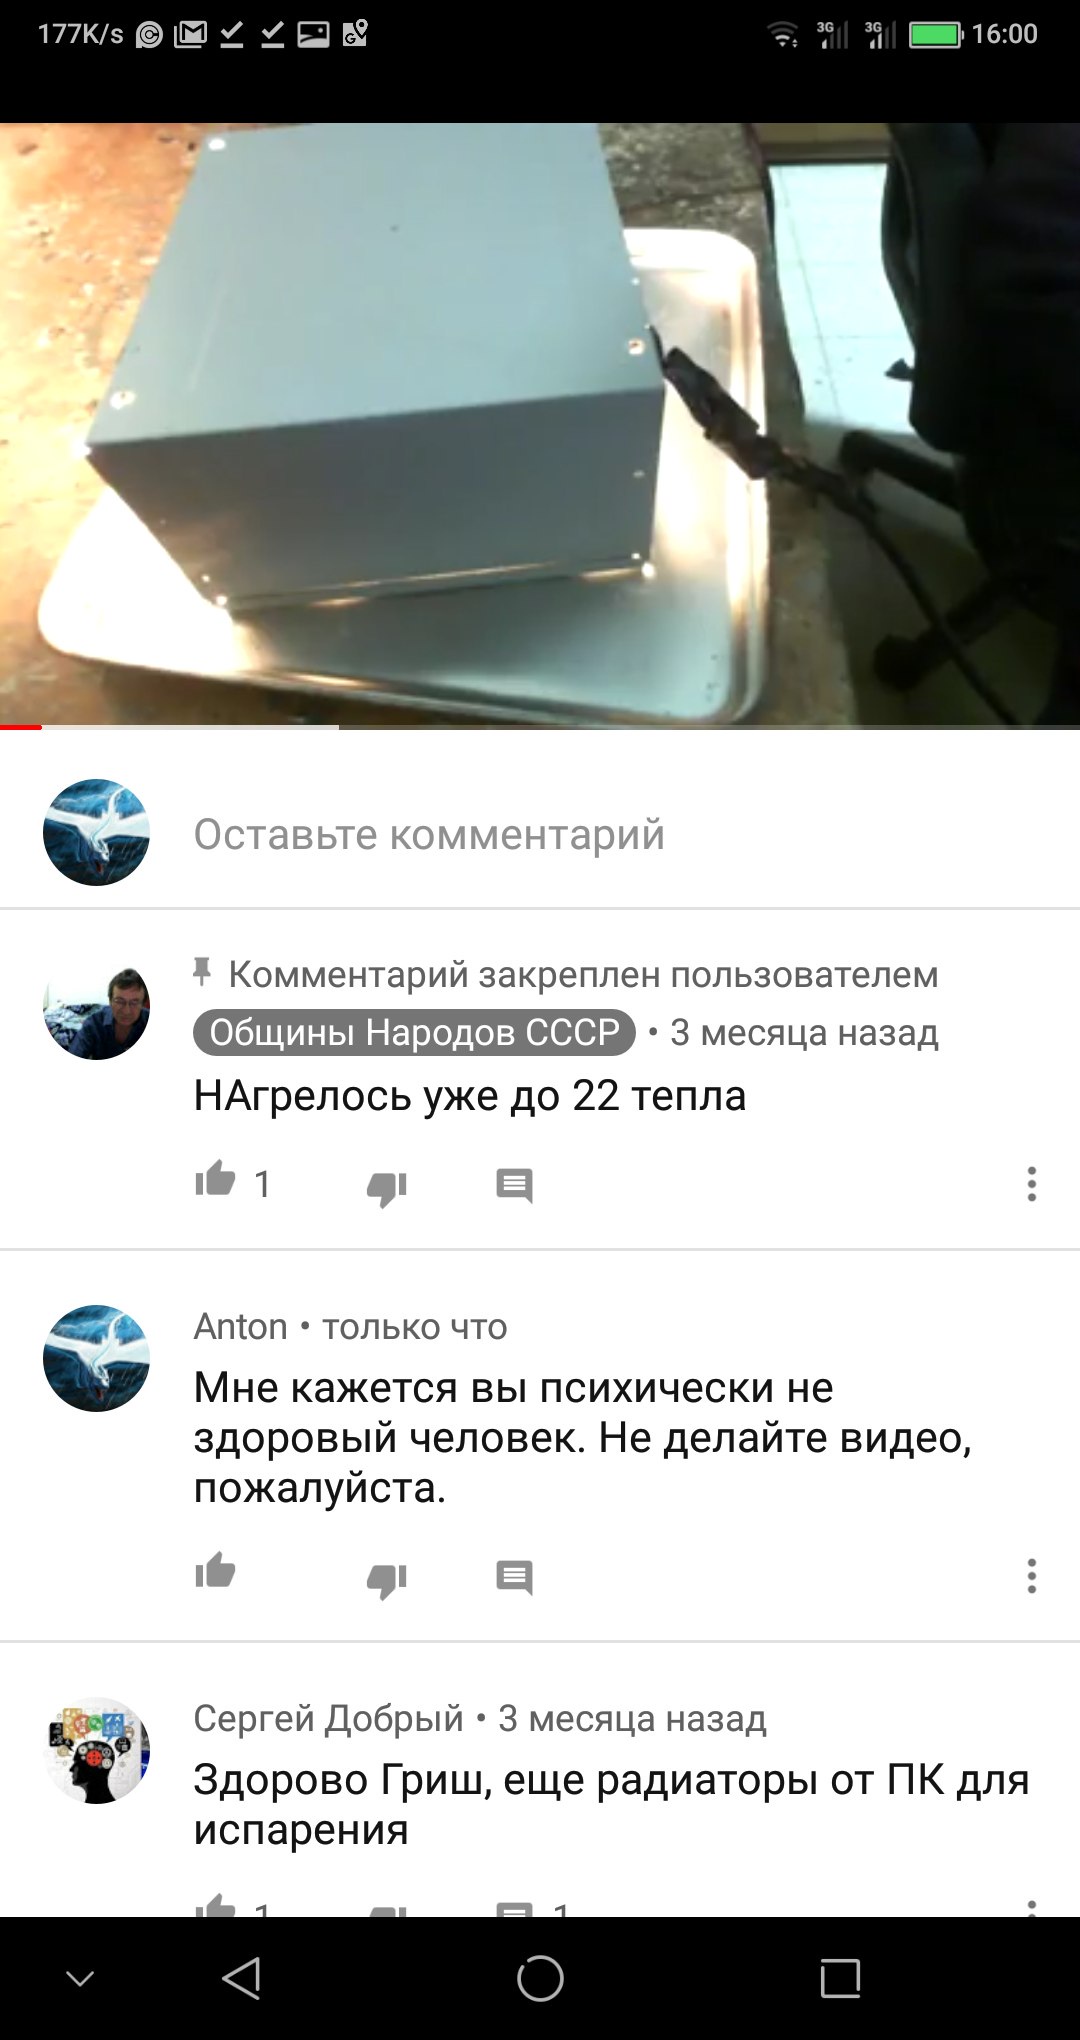 177K/s
3G
3G
16:00
Оставьте комментарий
Комментарий закреплен пользователем
Общины Народов СССР • 3 месяца назад
НАгрелось уже до 22 тепла
1
Anton • только что
Мне кажется вы психически не
здоровый человек. Не делайте видео,
пожалуйста.
Сергей Добрый • 3 месяца назад
Здорово Гриш, еще радиаторы от ПК для
испарения
1
1